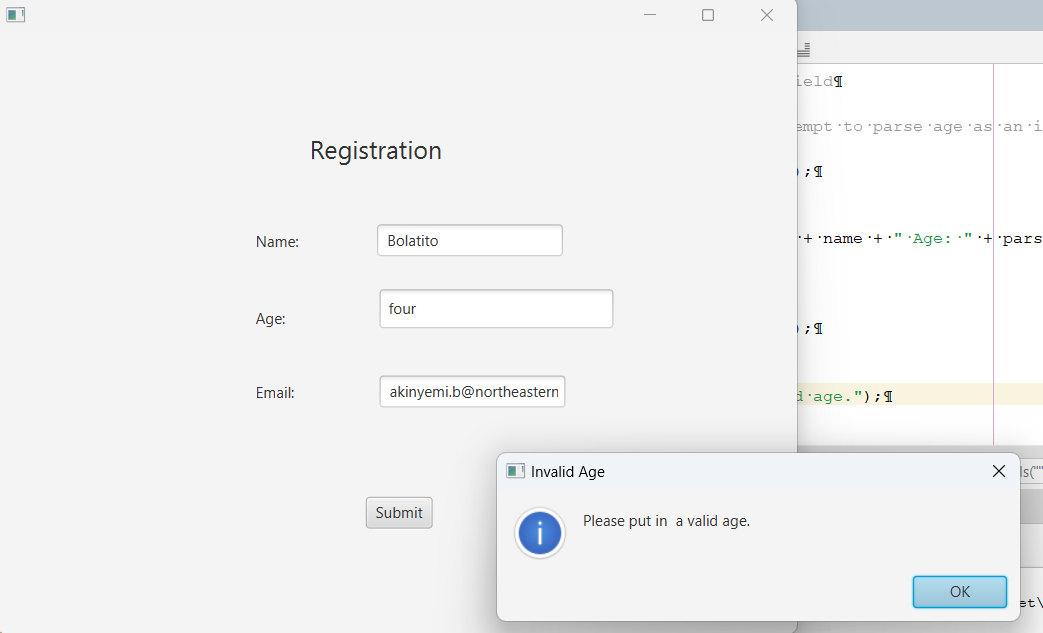 ield¶
empt·to·parse·age·as·an·i
Registration
);¶
Name:
Bolatito
+·name·+·"·Age:·"·+·pars
Age:
four
);¶
Email:
akinyemi.b@northeastern
d·age.");¶
Invalid Age
ls(""
Please put in  a valid age.
Submit
OK
et\